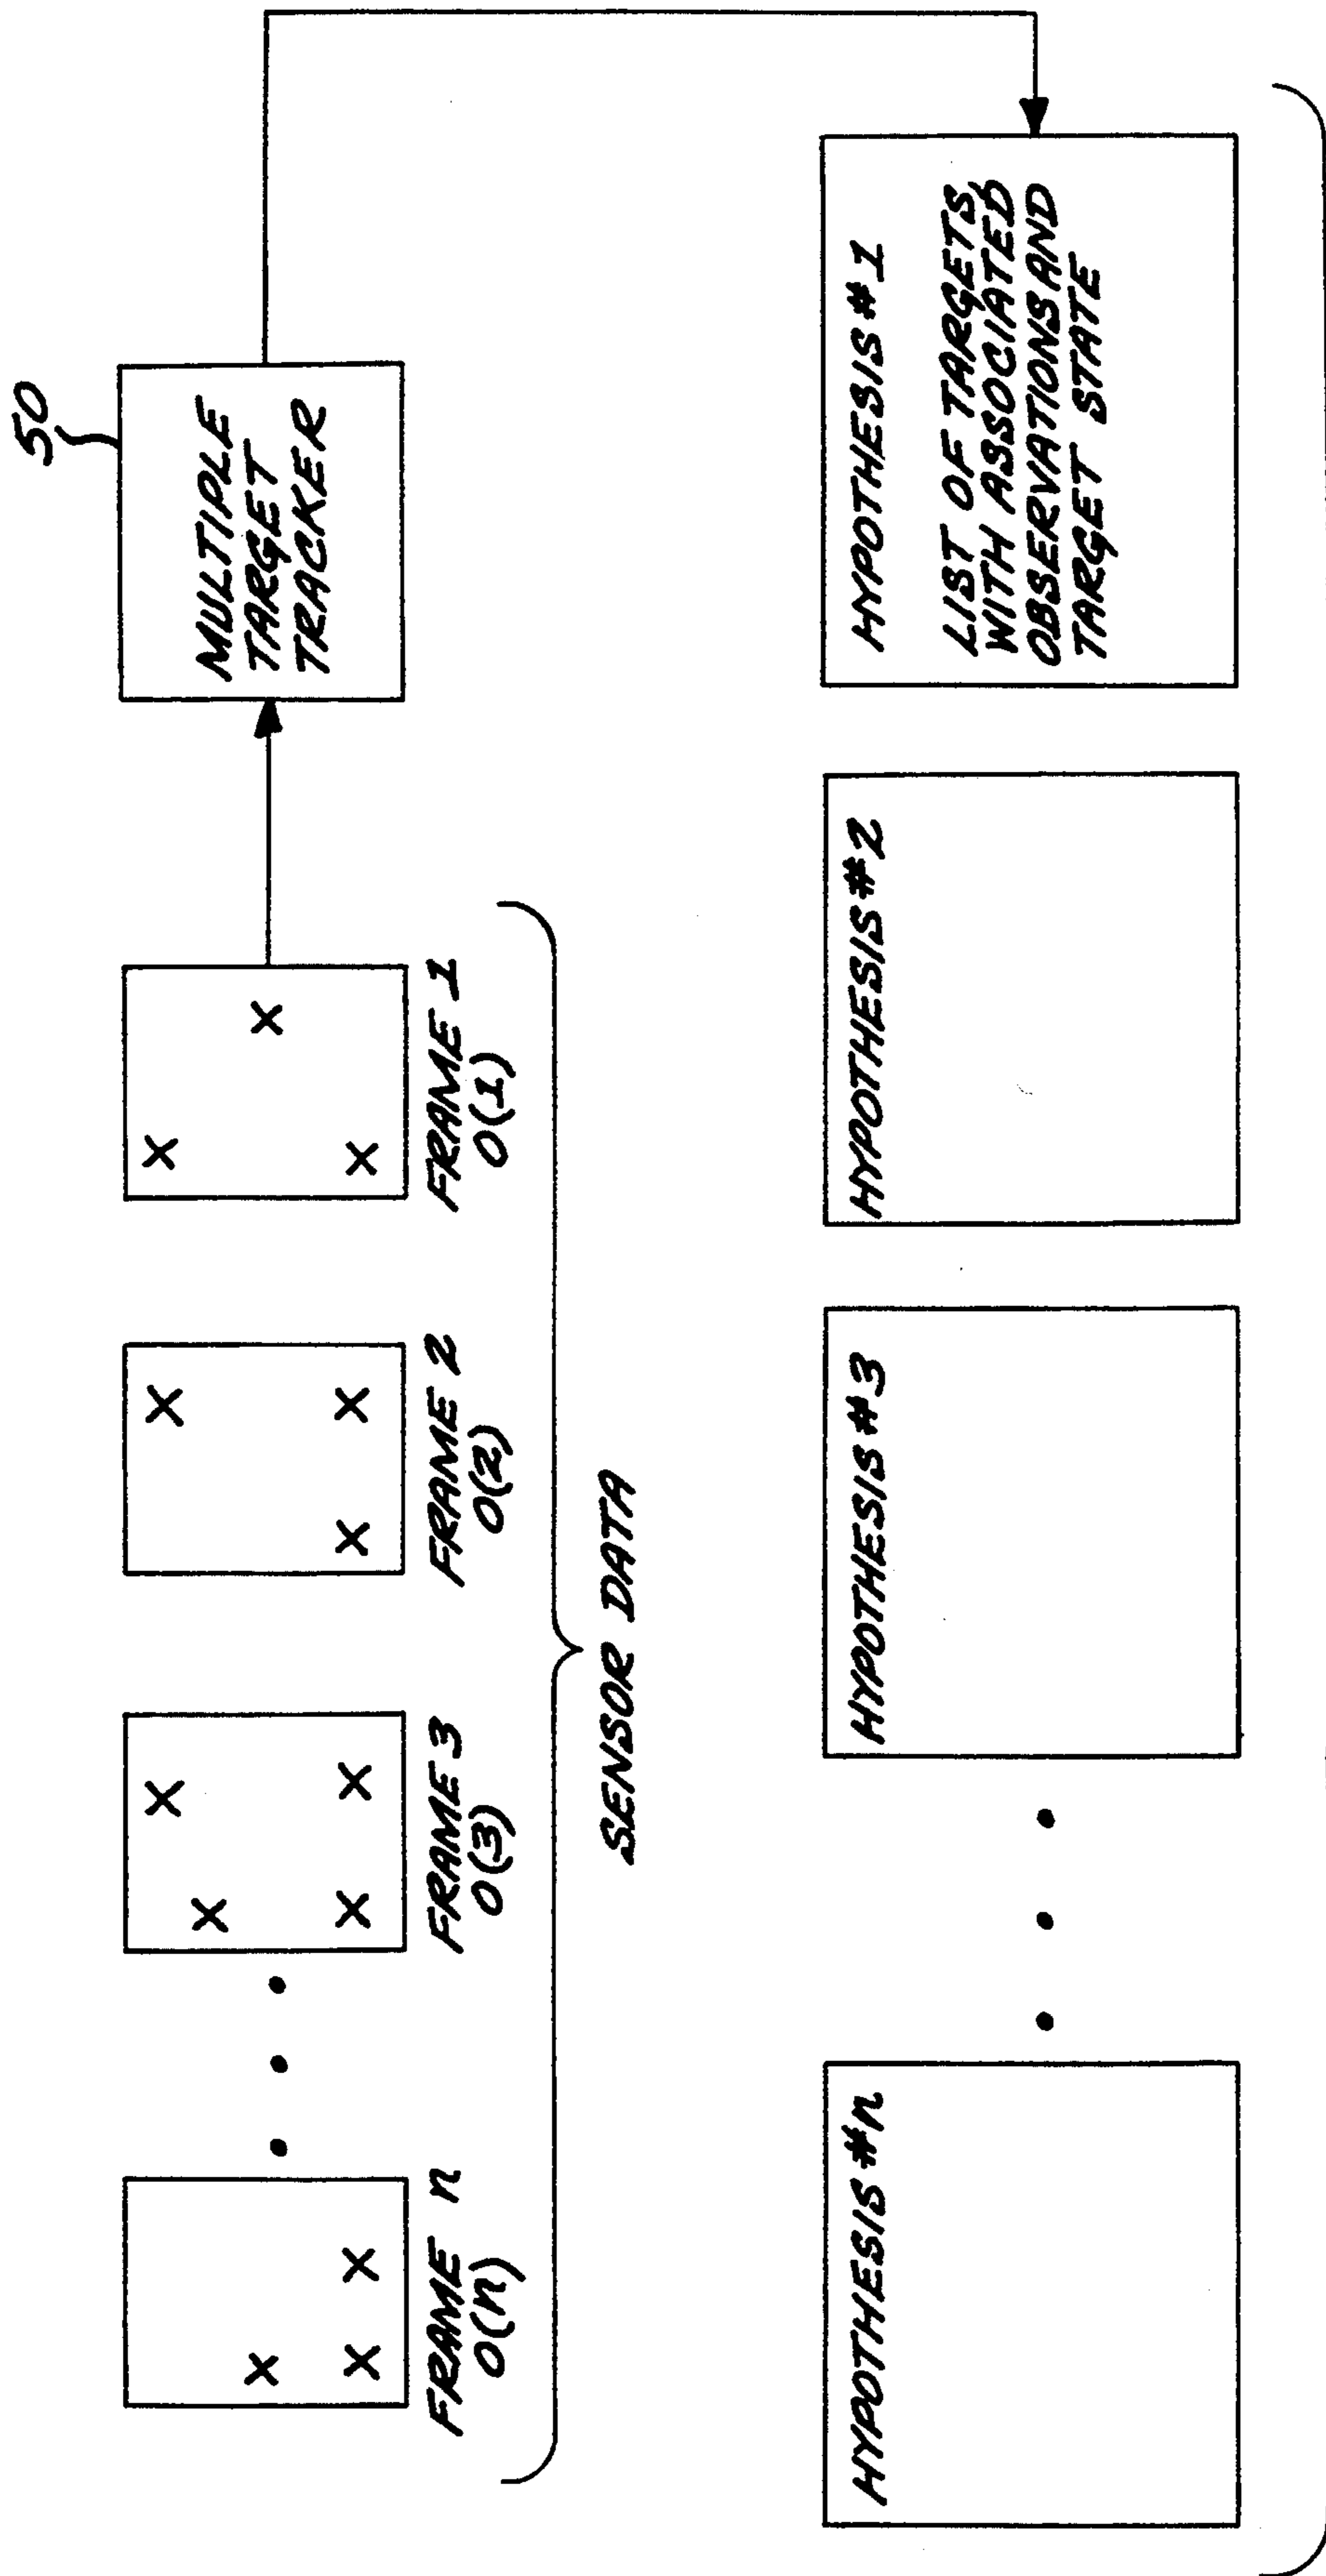 50
MULTIPLE
TARGET
TRACKER
FRAME n
O(n)
FRAME 3
O(3)
FRAME 2
O(2)
FRAME 1
O(1)
SENSOR DATA
HYPOTHESIS #n
HYPOTHESIS #3
HYPOTHESIS #2
HYPOTHESIS #1
LIST OF TARGETS,
WITH ASSOCIATED
OBSERVATIONS AND
TARGET STATE